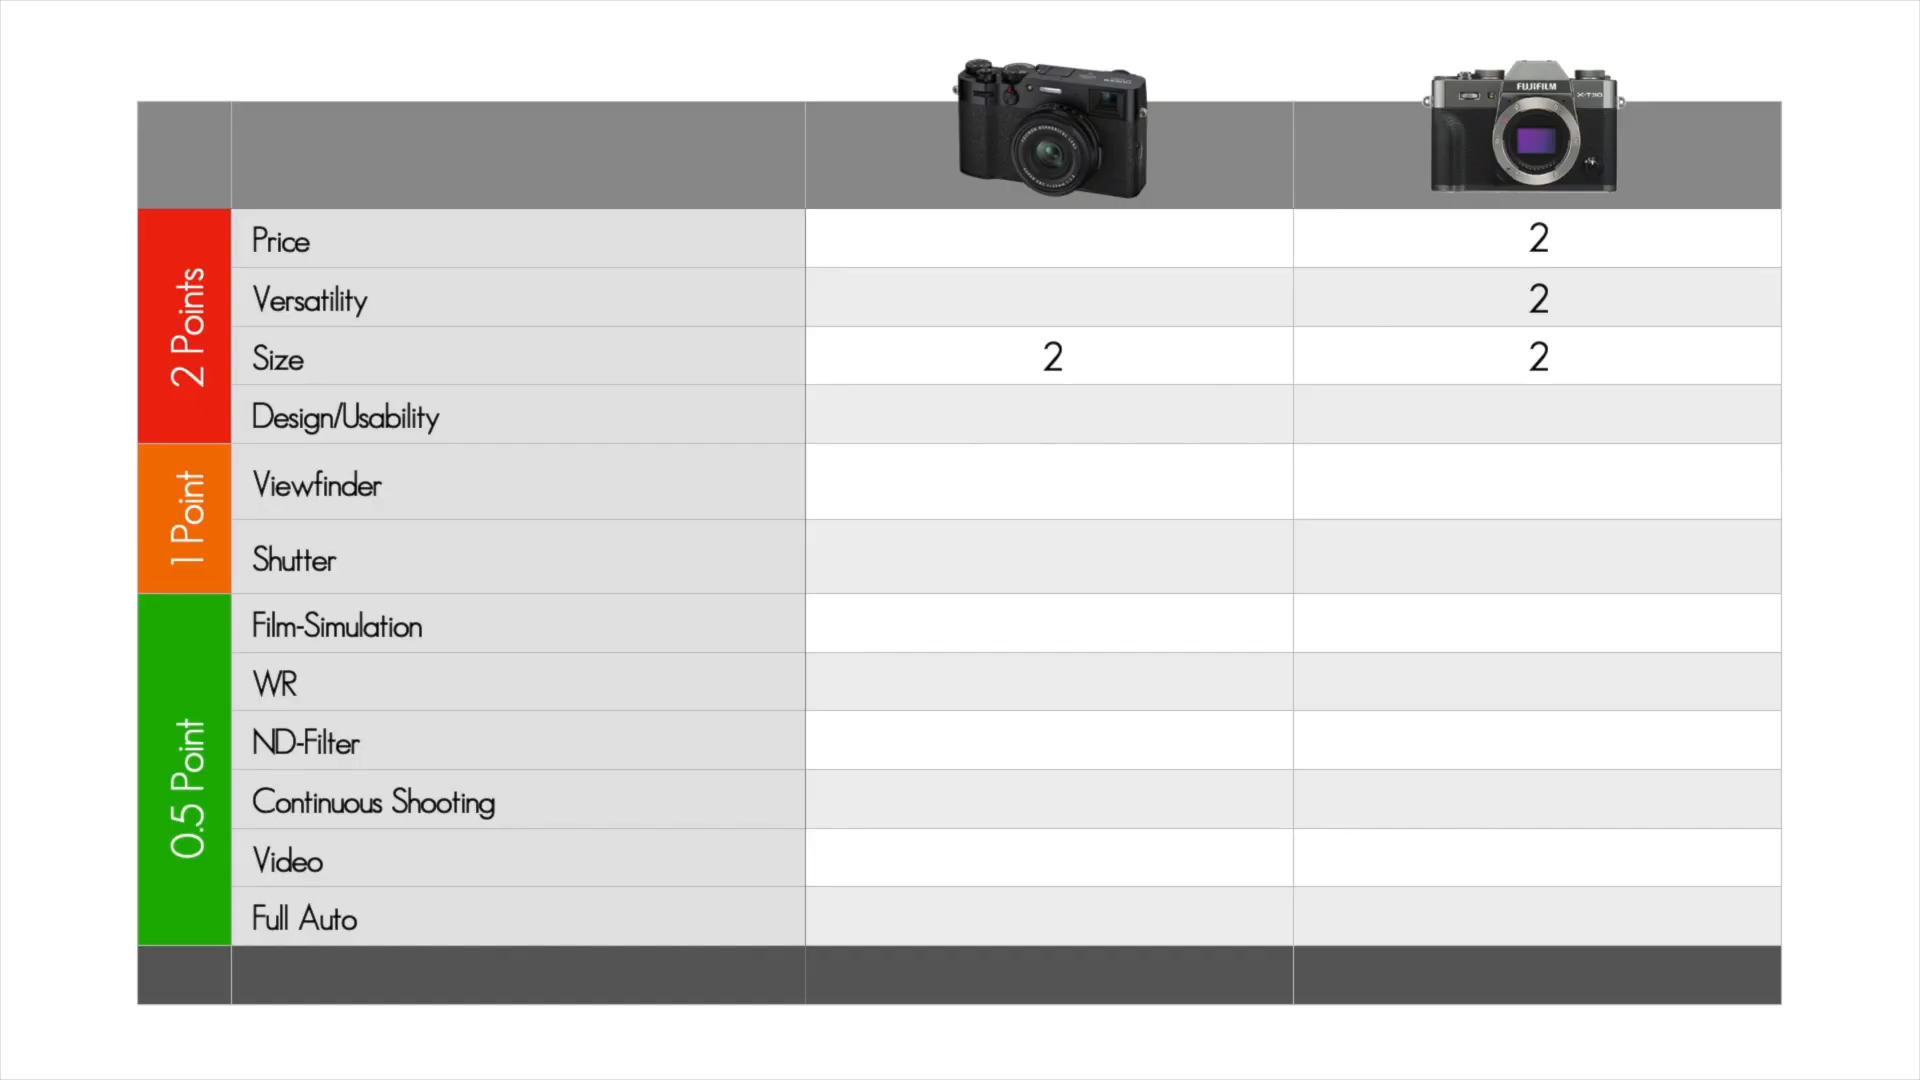 FUJIFILM
X-T30
2 Points
Price 2
Versatility 2
Size 2 2
Design/Usability
1 Point
Viewfinder
Shutter
0.5 Point
Film-Simulation
WR
ND-Filter
Continuous Shooting
Video
Full Auto